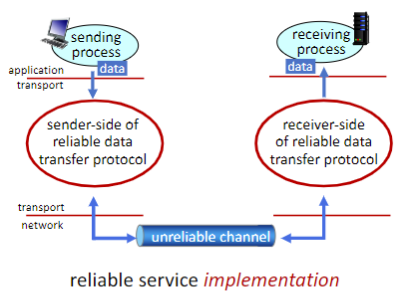 sending
process
data
receiving
process
data
application
transport
sender-side of
reliable data
transfer protocol
receiver-side
of reliable data
transfer protocol
transport
network
unreliable channel
reliable service implementation